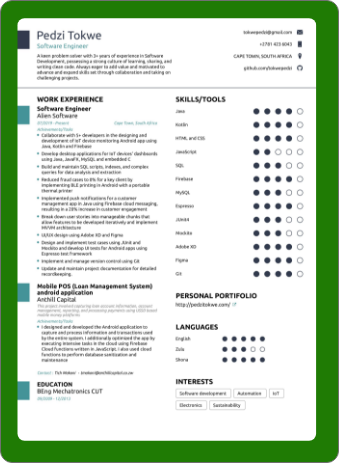 Pedzi Tokwe
Software Engineer
A keen problem solver with 3+ years of experience in Software
Development, possessing a strong culture of learning, sharing, and
writing clean code. Always eager to add value and motivated to
advance and expand sk
sets through collaboration and taking on
challenging projects.
tokwepedzi@gmail.com
CAPE TOWN, SOUTH AFRICA
github.com/tokwepedzi
WORK EXPERIENCE
Software Engineer
Alien Software
Present
Cape Town, South Africa
Achievements/Tasks
Collaborate with 5+ developers in the designing and
development of IoT device monitoring Android app using
Java, Kotlin and Firebase
Develop desktop applications for IoT devices' dashboards
using Java, JavaFX, MySQL and embedded C
Build and maintain SQL scripts, indexes, and complex
queries for data analysis and extraction
Reduced fraud cases to 0% for a key client by
implementing BLE printing in Android with a portable
thermal printer
Implemented push notifications for a customer
management app in Java using Firebase cloud messaging,
resulting in a 20% increase in customer engagement
Break down user stories into manageable chunks that
allow features to be developed iteratively and implement
MVVM architecture
UI/UX design using Adobe XD and Figma
Design and implement test cases using JUnit and
Mockito and develop UI tests for Android apps using
Espresso test framework
Implement and manage version control using Git
Update and maintain project documentation for detailed
recordkeeping.
Mobile POS (Loan Management System)
android application
Anthill Capital
Achievements/Tasks
I designed and developed the Android application to
capture and process information and transactions used
by the entire system. I additionally optimized the app by
executing intensive tasks in the cloud using Firebase
Cloud functions written in JavaScript. I also used cloud
functions to perform database sanitization and
maintenance
EDUCATION
BEng Mechatronics CUT
SKILLS/TOOLS
Java
Kotlin
HTML and CSS
JavaScript
SQL
Firebase
MySQL
Espresso
JUnit4
Mockito
Adobe XD
Figma
Git
PERSONAL PORTIFOLIO
http://pedzitokwe.com/
LANGUAGES
English
Zulu
Shona
INTERESTS
Software development
Automation
IoT
Electronics
Sustainability